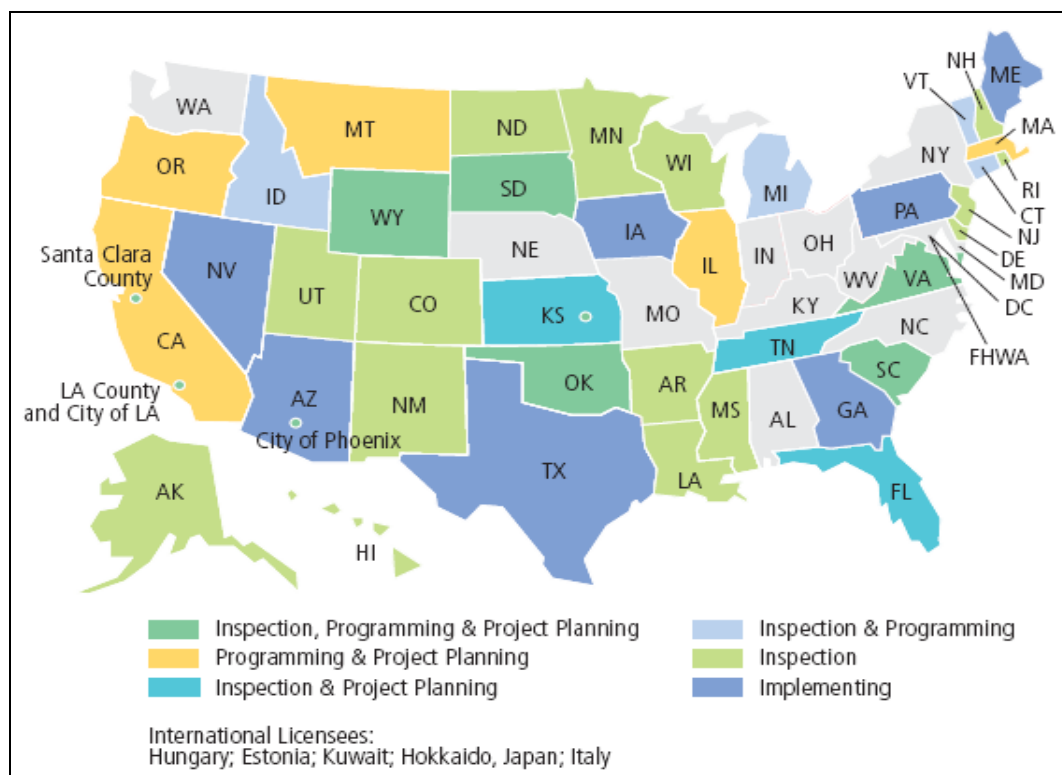 NH
ME
VT
WA
MT
ND
MN
MA
OR
NY
WI
SD
ID
MI
RI
WY
PA
CT
IA
NE
NJ
Santa Clara
County
OH
IN
DE
NV
IL
WV
MD
VA
UT
CO
DC
KS
MO
KY
CA
TN
NC
FHWA
LA County
and City of LA
OK
AR
SC
AZ
NM
MS
AL
GA
City of Phoenix
TX
LA
AK
FL
HI
Inspection, Programming & Project Planning
Programming & Project Planning
Inspection & Project Planning
Inspection & Programming
Inspection
Implementing
International Licensees:
Hungary; Estonia; Kuwait; Hokkaido, Japan; Italy